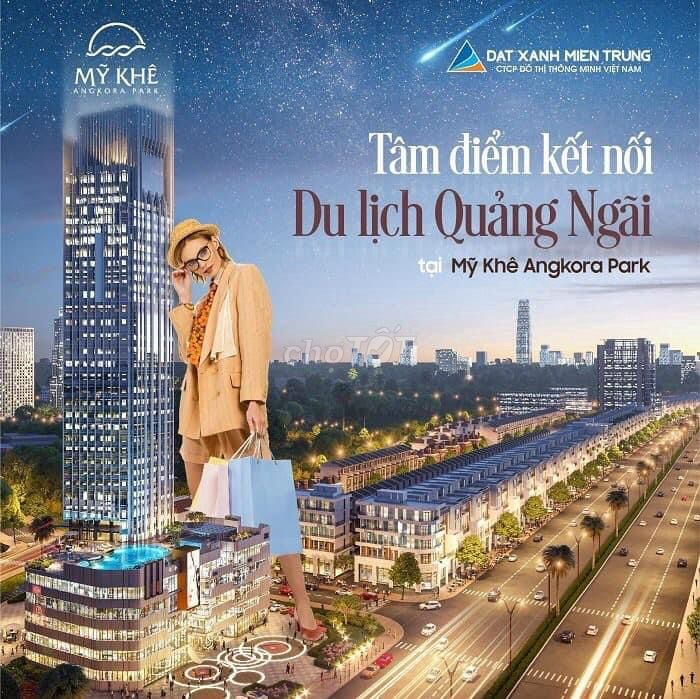 MỸ KHÊ
ANGKORA PARK
DAT XANH MIEN TRUNG
CTCP ĐÔ THỊ THÔNG MINH VIỆT NAM
Tâm điểm kết nối
Du lịch Quảng Ngãi
tại Mỹ Khê Angkora Park
choTỐT